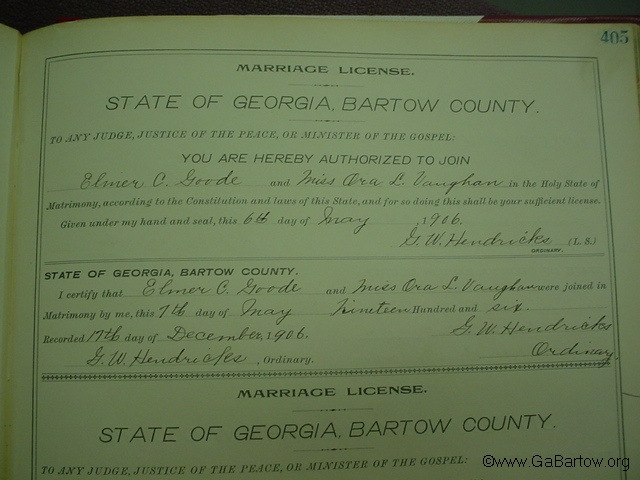 405
MARRIAGE LICENSE.
STATE OF GEORGIA, BARTOW COUNTY.
TO ANY JUDGE, JUSTICE OF THE PEACE, OR MINISTER OF THE GOSPEL:
YOU ARE HEREBY AUTHORIZED TO JOIN
Elmer C. Goode and Miss Ora L. Vaughan in the Holy State of
Matrimony, according to the Constitution and laws of this State, and for so doing this shall be your sufficient license.
Given under my hand and seal, this 6th day of May, 1906.
G. W. Hendricks (L. S.)
ORDINARY.
STATE OF GEORGIA, BARTOW COUNTY.
I certify that Elmer C. Goode and Miss Ora L. Vaughan were joined in
Matrimony by me, this 7th day of May Nineteen Hundred and six.
Recorded 17th day of December, 1906. G. W. Hendricks
G. W. Hendricks, Ordinary. Ordinary.
MARRIAGE LICENSE.
STATE OF GEORGIA, BARTOW COUNTY.
TO ANY JUDGE, JUSTICE OF THE PEACE, OR MINISTER OF THE GOSPEL:
©www.GaBartow.org